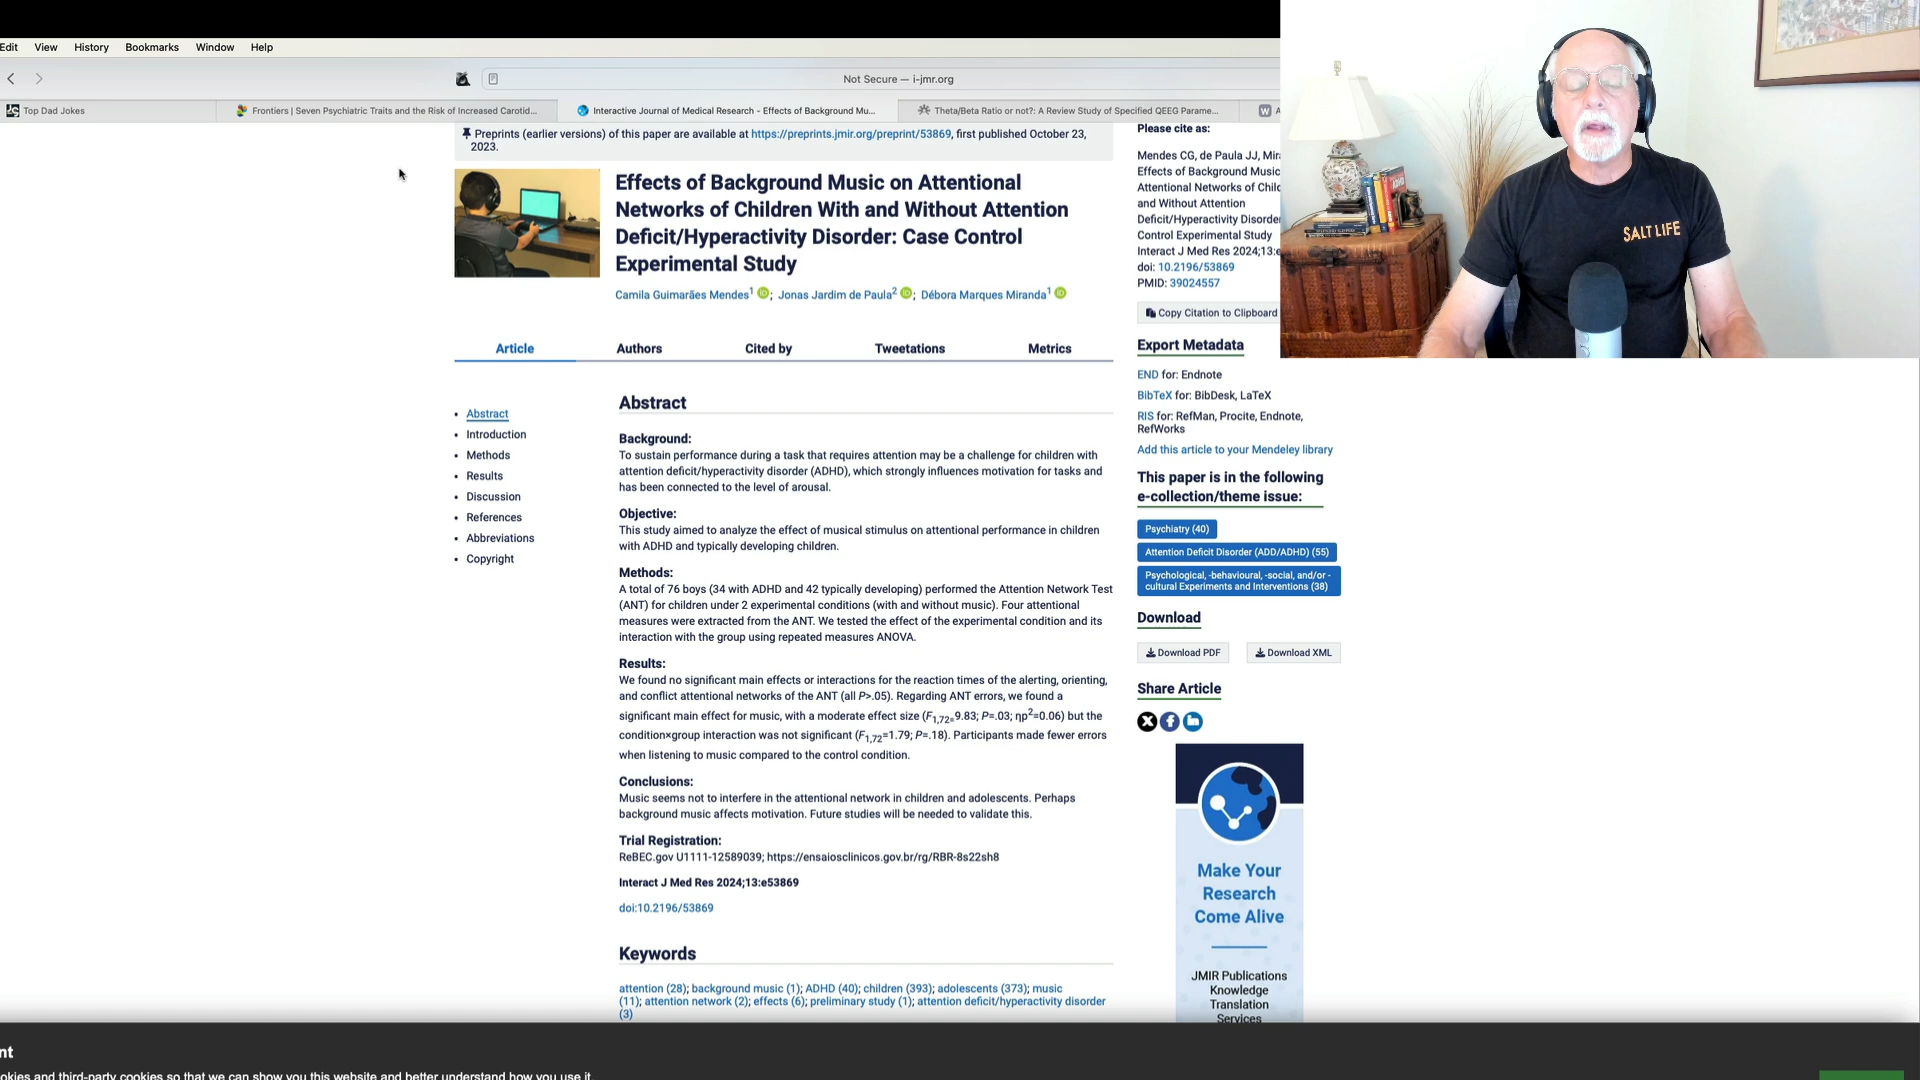 Edit View History Bookmarks Window Help
Not Secure — i-jmr.org
Top Dad Jokes
Frontiers | Seven Psychiatric Traits and the Risk of Increased Carotid...
Interactive Journal of Medical Research - Effects of Background Mu...
Theta/Beta Ratio or not?: A Review Study of Specified QEEG Parame...
W A
Preprints (earlier versions) of this paper are available at https://preprints.jmir.org/preprint/53869, first published October 23,
2023.
Effects of Background Music on Attentional
Networks of Children With and Without Attention
Deficit/Hyperactivity Disorder: Case Control
Experimental Study
Camila Guimarães Mendes1 iD; Jonas Jardim de Paula2 iD; Débora Marques Miranda1 iD
Article Authors Cited by Tweetations Metrics
Abstract
Introduction
Methods
Results
Discussion
References
Abbreviations
Copyright
Abstract
Background:
To sustain performance during a task that requires attention may be a challenge for children with
attention deficit/hyperactivity disorder (ADHD), which strongly influences motivation for tasks and
has been connected to the level of arousal.
Objective:
This study aimed to analyze the effect of musical stimulus on attentional performance in children
with ADHD and typically developing children.
Methods:
A total of 76 boys (34 with ADHD and 42 typically developing) performed the Attention Network Test
(ANT) for children under 2 experimental conditions (with and without music). Four attentional
measures were extracted from the ANT. We tested the effect of the experimental condition and its
interaction with the group using repeated measures ANOVA.
Results:
We found no significant main effects or interactions for the reaction times of the alerting, orienting,
and conflict attentional networks of the ANT (all P>.05). Regarding ANT errors, we found a
significant main effect for music, with a moderate effect size (F1,72=9.83; P=.03; ηp2=0.06) but the
condition×group interaction was not significant (F1,72=1.79; P=.18). Participants made fewer errors
when listening to music compared to the control condition.
Conclusions:
Music seems not to interfere in the attentional network in children and adolescents. Perhaps
background music affects motivation. Future studies will be needed to validate this.
Trial Registration:
ReBEC.gov U1111-12589039; https://ensaiosclinicos.gov.br/rg/RBR-8s22sh8
Interact J Med Res 2024;13:e53869
doi:10.2196/53869
Keywords
attention (28); background music (1); ADHD (40); children (393); adolescents (373); music
(11); attention network (2); effects (6); preliminary study (1); attention deficit/hyperactivity disorder
(3)
Please cite as:
Mendes CG, de Paula JJ, Mir
Effects of Background Music
Attentional Networks of Chil
and Without Attention
Deficit/Hyperactivity Disorder
Control Experimental Study
Interact J Med Res 2024;13:e
doi: 10.2196/53869
PMID: 39024557
Copy Citation to Clipboard
Export Metadata
END for: Endnote
BibTeX for: BibDesk, LaTeX
RIS for: RefMan, Procite, Endnote,
RefWorks
Add this article to your Mendeley library
This paper is in the following
e-collection/theme issue:
Psychiatry (40)
Attention Deficit Disorder (ADD/ADHD) (55)
Psychological, -behavioural, -social, and/or -
cultural Experiments and Interventions (38)
Download
Download PDF Download XML
Share Article
Make Your
Research
Come Alive
JMIR Publications
Knowledge
Translation
Services
SALT LIFE
nt
okies and third-party cookies so that we can show you this website and better understand how you use it.